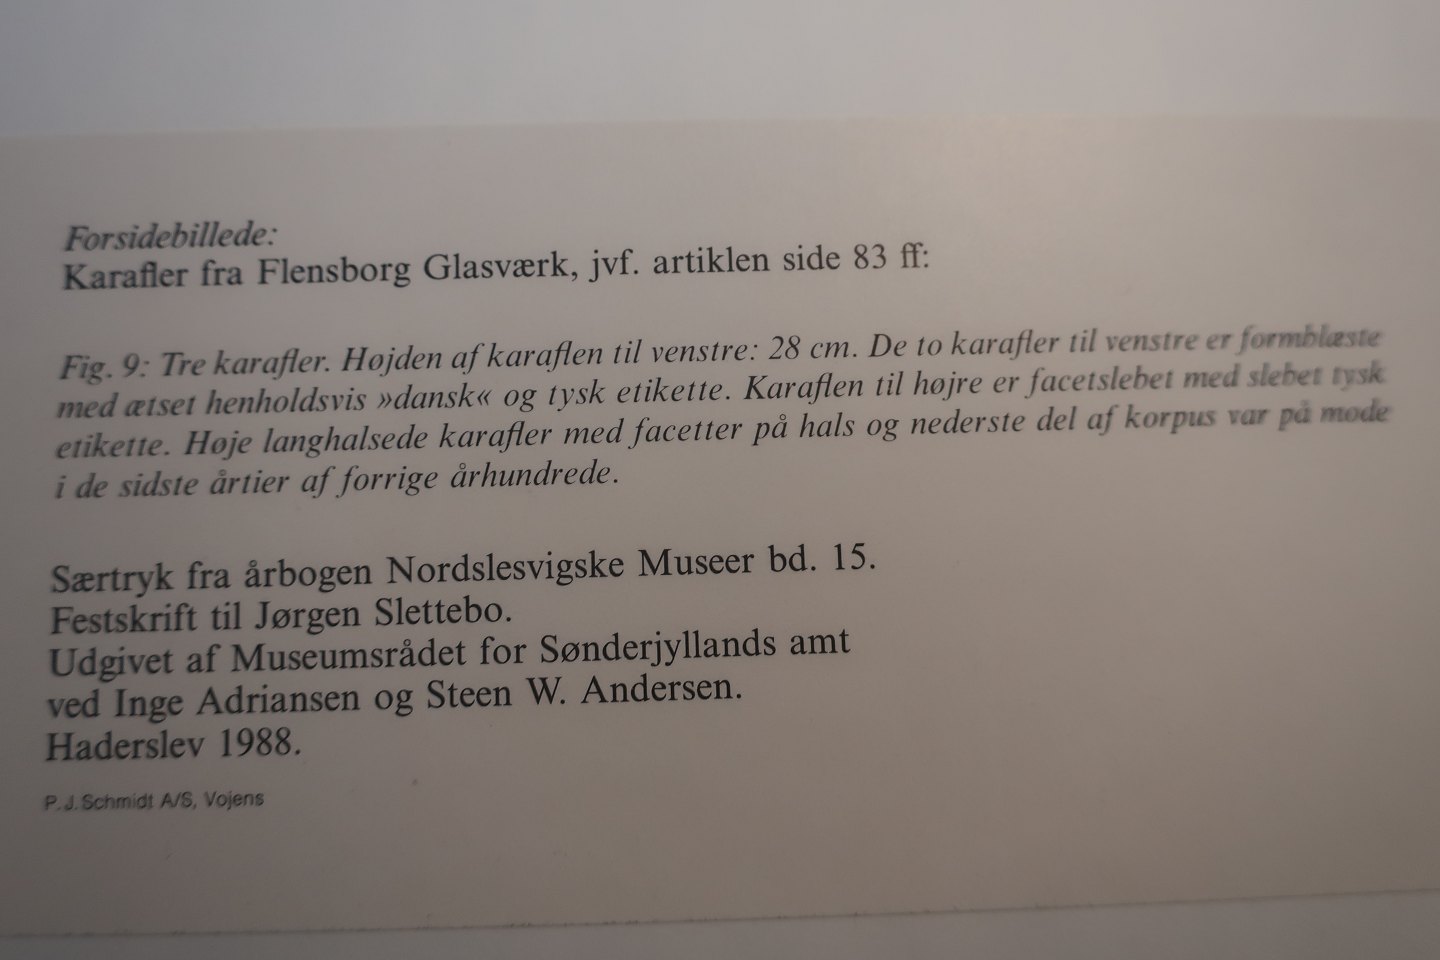 Forsidebillede:
Karafler fra Flensborg Glasværk, jvf. artiklen side 83 ff:
Fig. 9: Tre karafler. Højden af karaflen til venstre: 28 cm. De to karafler til venstre er formblæste
med ætset henholdsvis »dansk« og tysk etikette. Karaflen til højre er facetslebet med slebet tysk
etikette. Høje langhalsede karafler med facetter på hals og nederste del af korpus var på mode
i de sidste årtier af forrige århundrede.
Særtryk fra årbogen Nordslesvigske Museer bd. 15.
Festskrift til Jørgen Slettebo.
Udgivet af Museumsrådet for Sønderjyllands amt
ved Inge Adriansen og Steen W. Andersen.
Haderslev 1988.
P.J. Schmidt A/S, Vojens